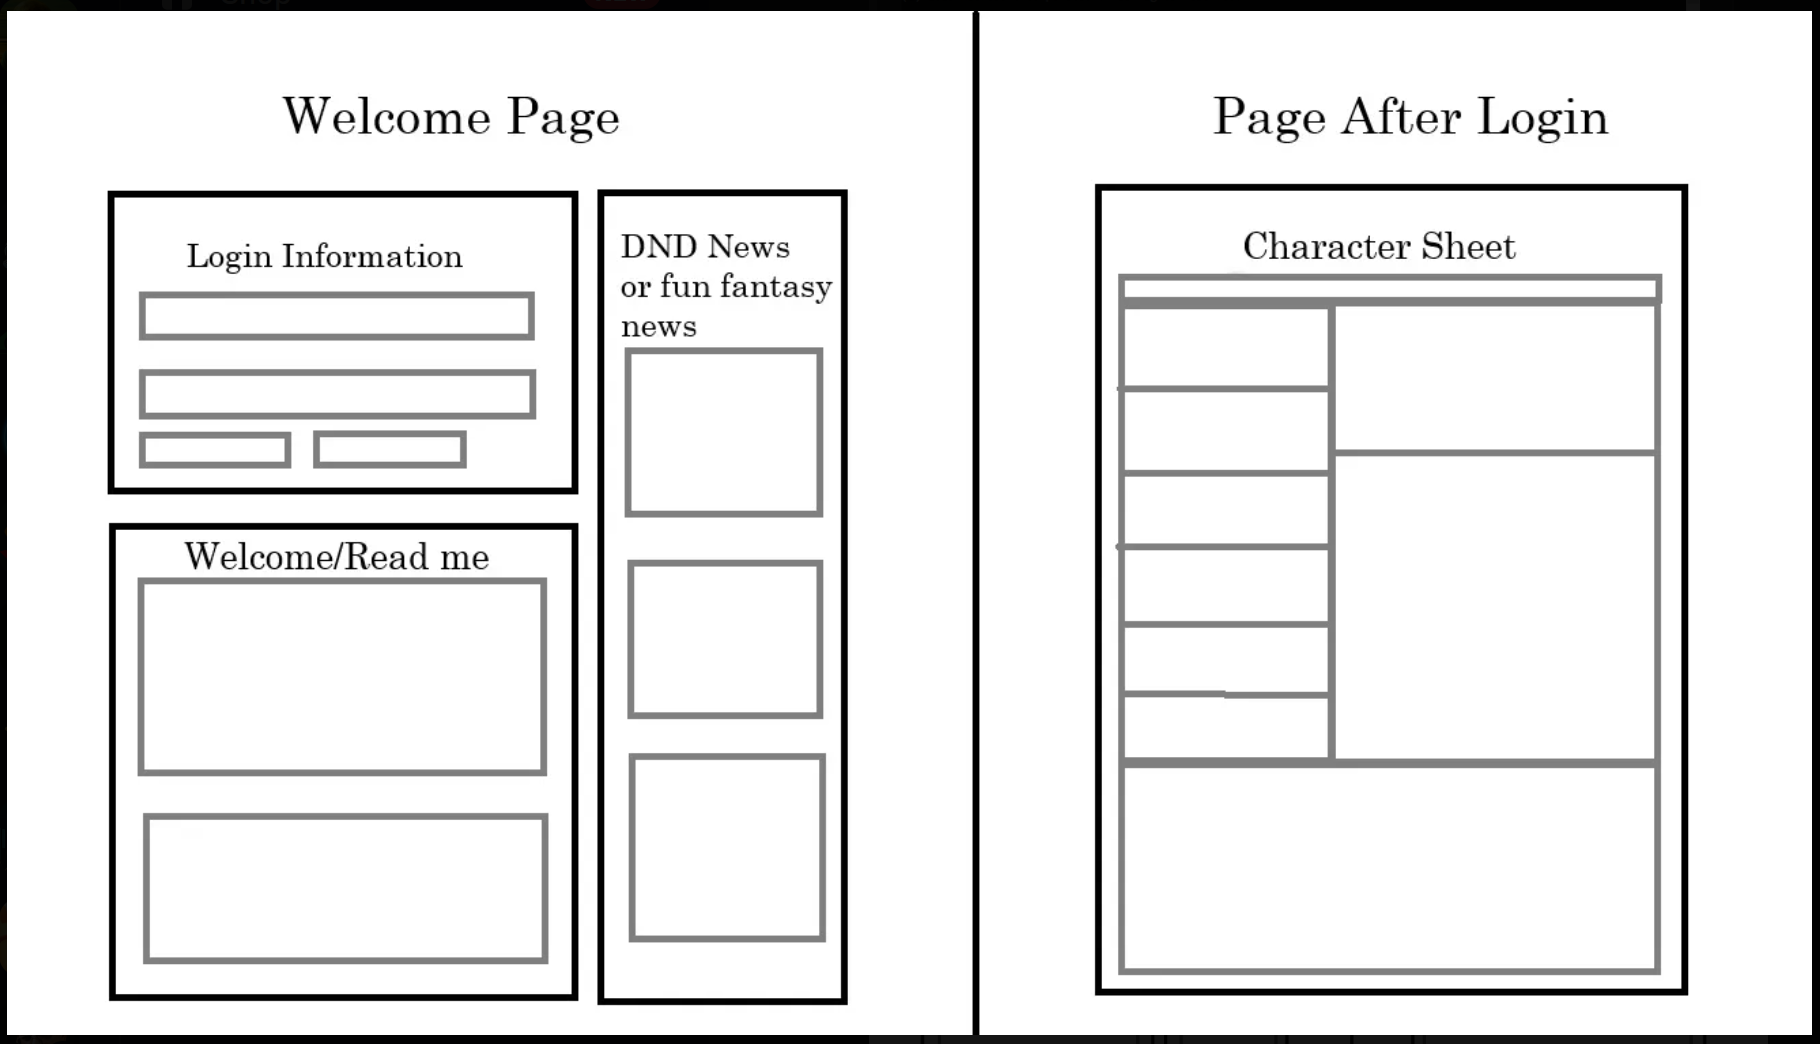 Welcome Page
Login Information
Welcome/Read me
DND News
or fun fantasy
news
Page After Login
Character Sheet